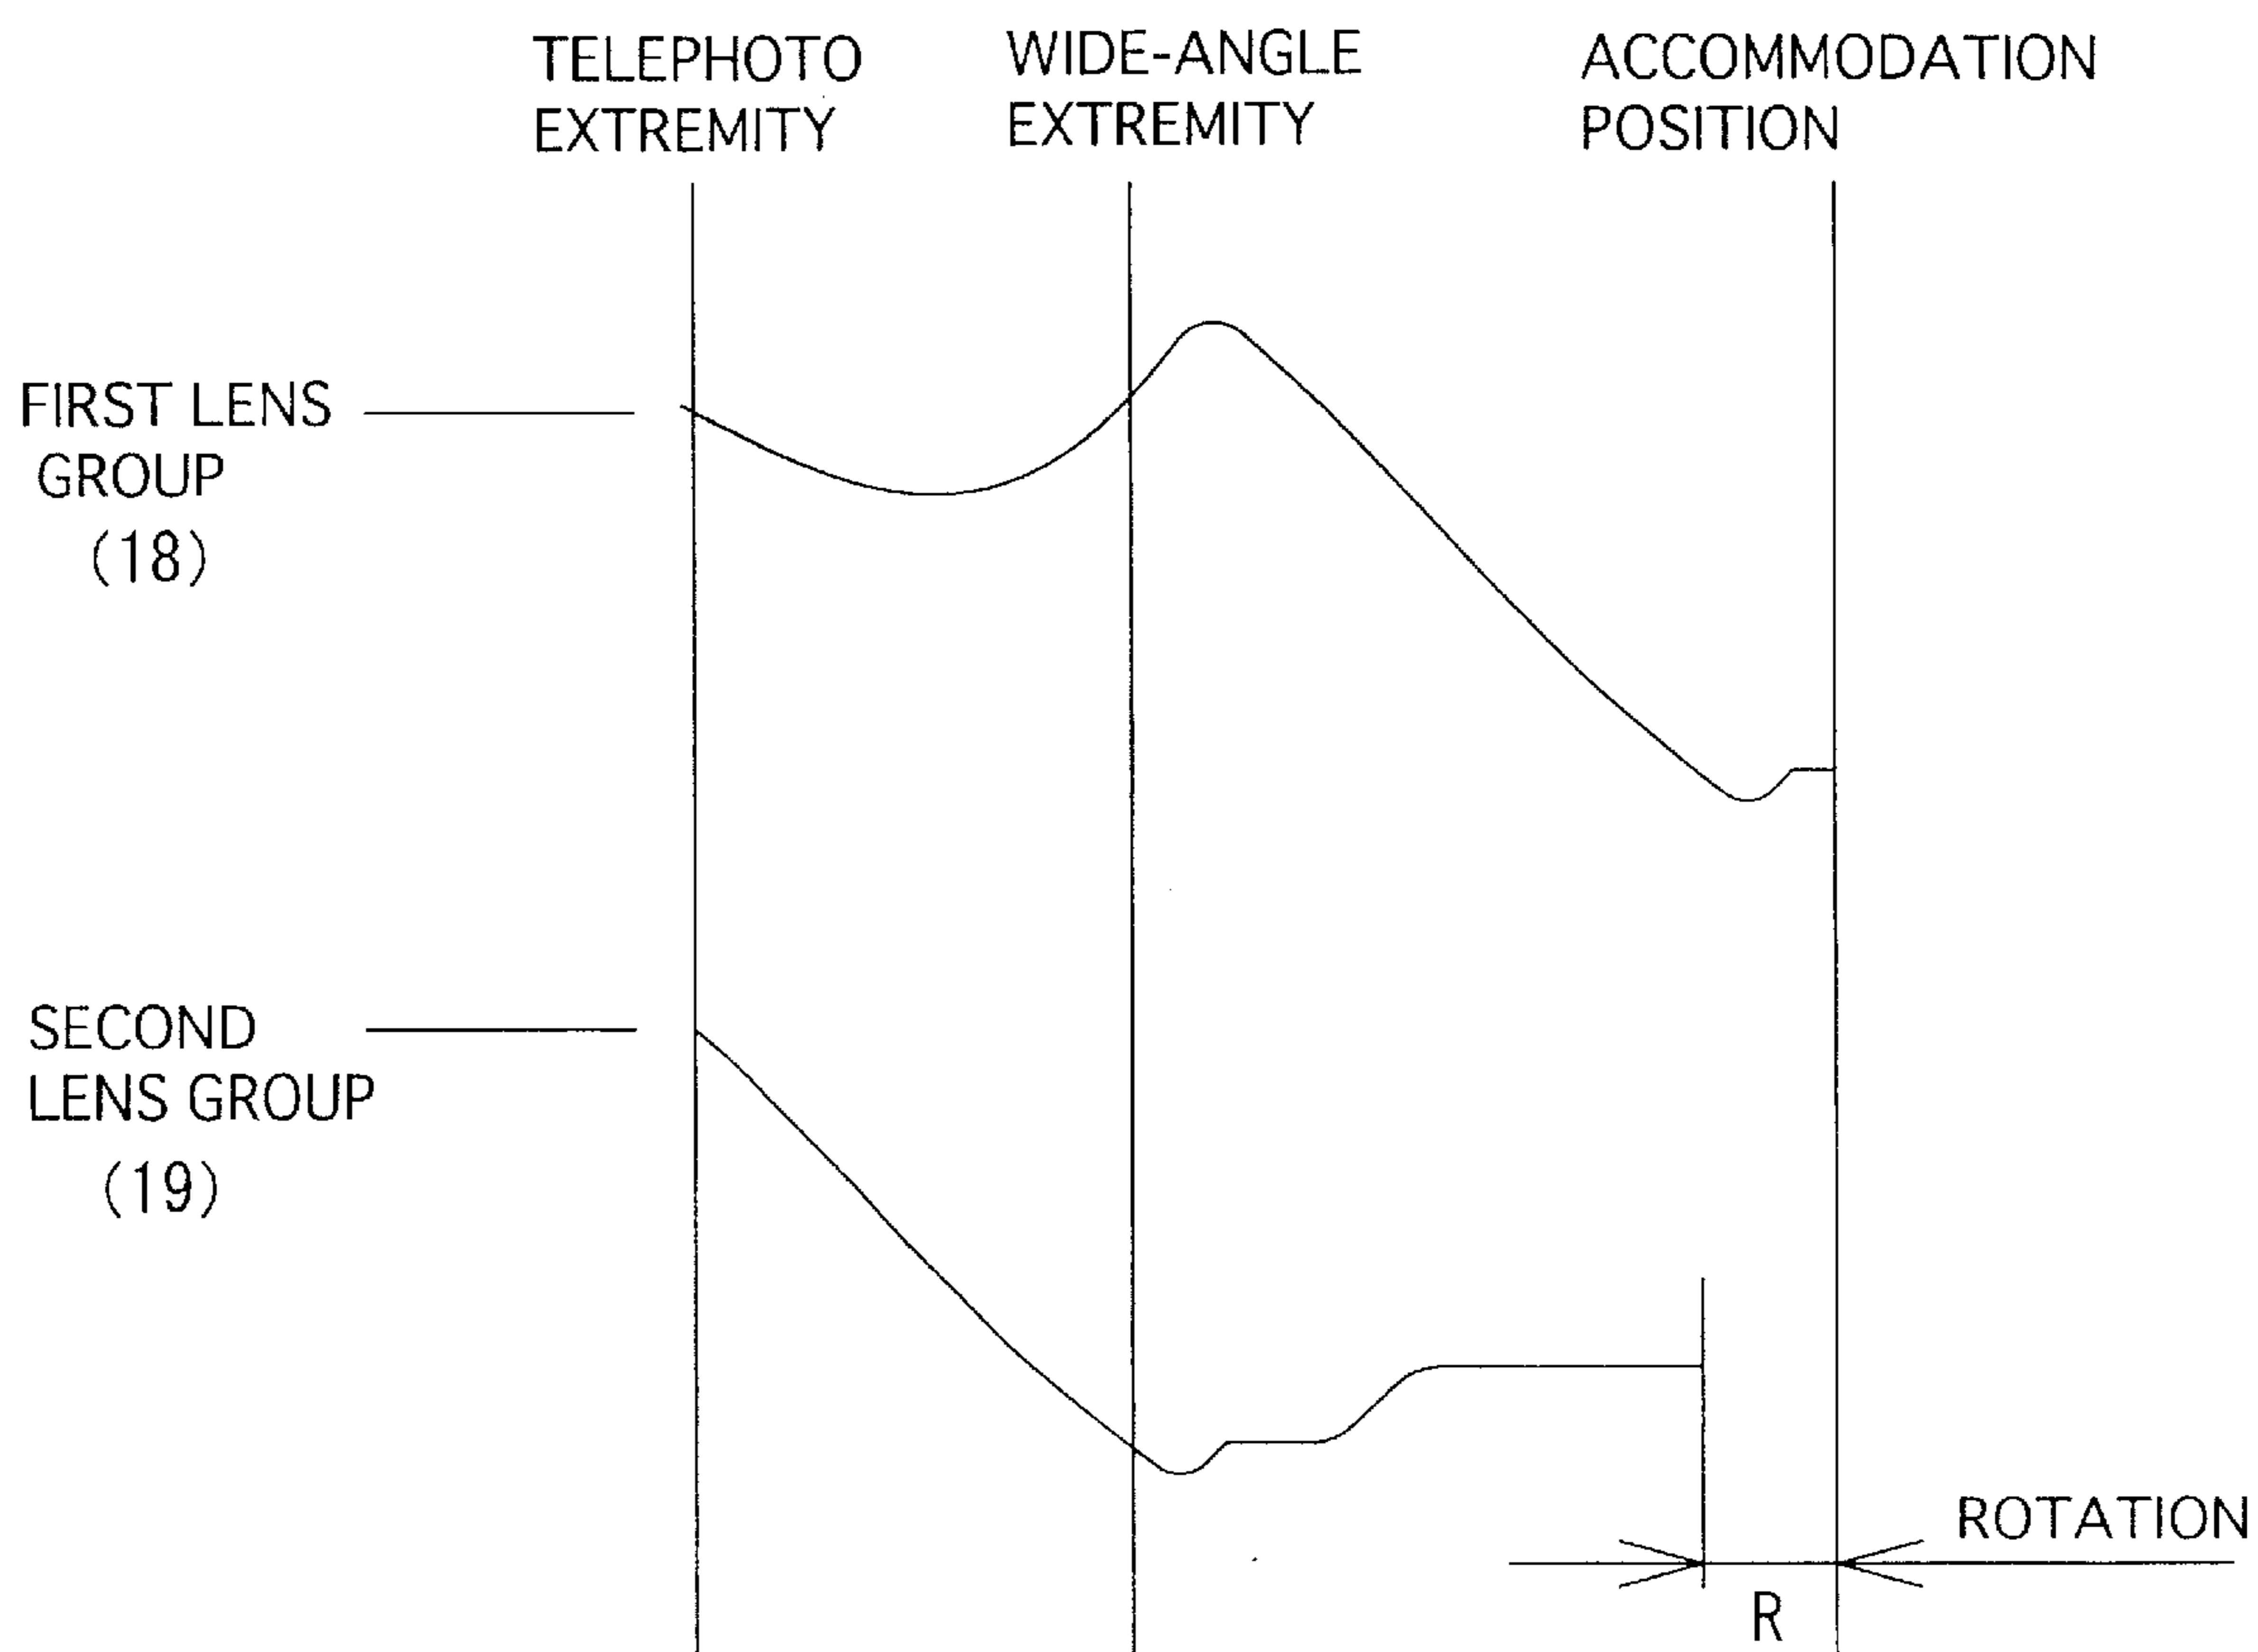 TELEPHOTO
EXTREMITY
WIDE-ANGLE
EXTREMITY
ACCOMMODATION
POSITION
FIRST LENS
GROUP
(18)
SECOND
LENS GROUP
(19)
ROTATION
R